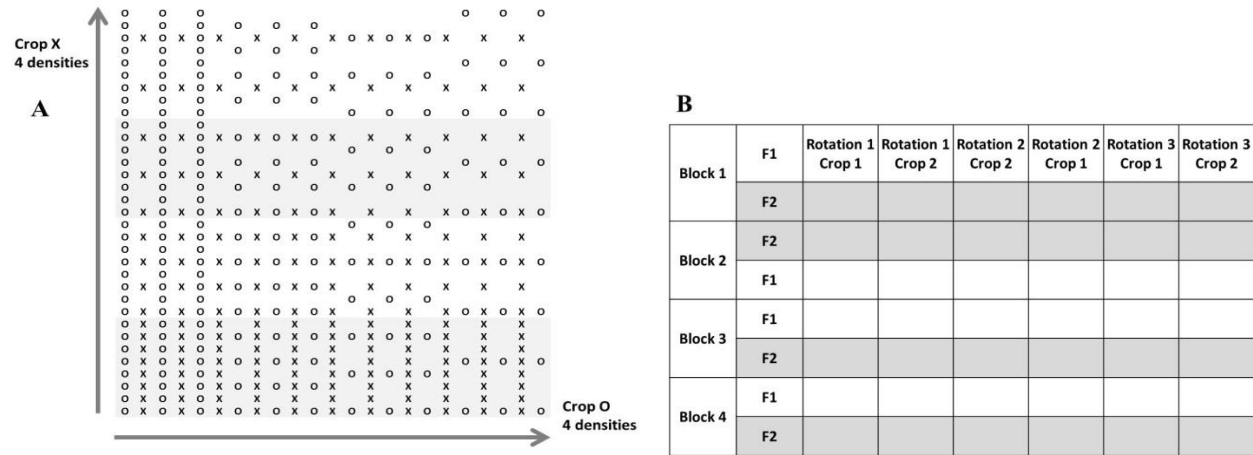 Crop X
4 densities
A
Crop O
4 densities
B
Block 1
F1
Rotation 1 Crop 1
Rotation 1 Crop 2
Rotation 2 Crop 2
Rotation 2 Crop 1
Rotation 3 Crop 1
Rotation 3 Crop 2
F2
Block 2
F2
F1
Block 3
F1
F2
Block 4
F1
F2